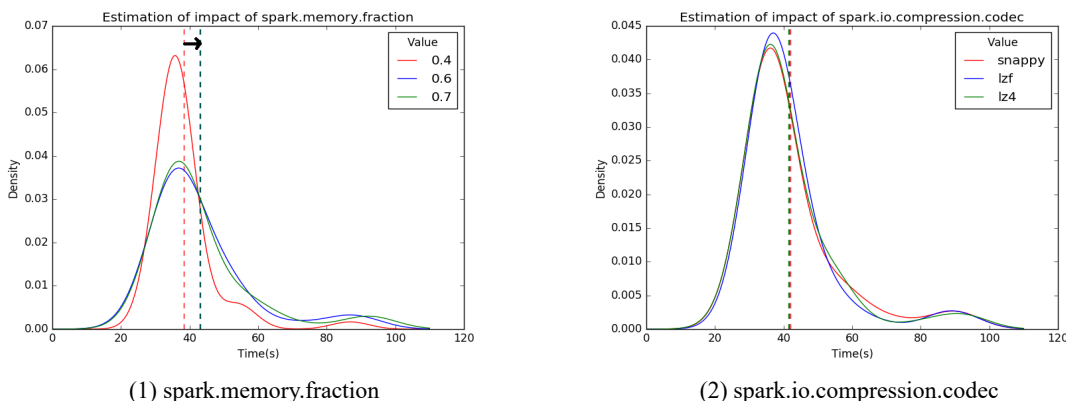 Estimation of impact of spark.memory.fraction
0.07
0.06
0.05
0.04
0.03
0.02
0.01
0.00
Density
0
20
40
60
80
100
120
Time(s)
Value
0.4
0.6
0.7
(1) spark.memory.fraction
Estimation of impact of spark.io.compression.codec
0.045
0.040
0.035
0.030
0.025
0.020
0.015
0.010
0.005
0.000
Density
0
20
40
60
80
100
120
Time(s)
Value
snappy
lzf
lz4
(2) spark.io.compression.codec